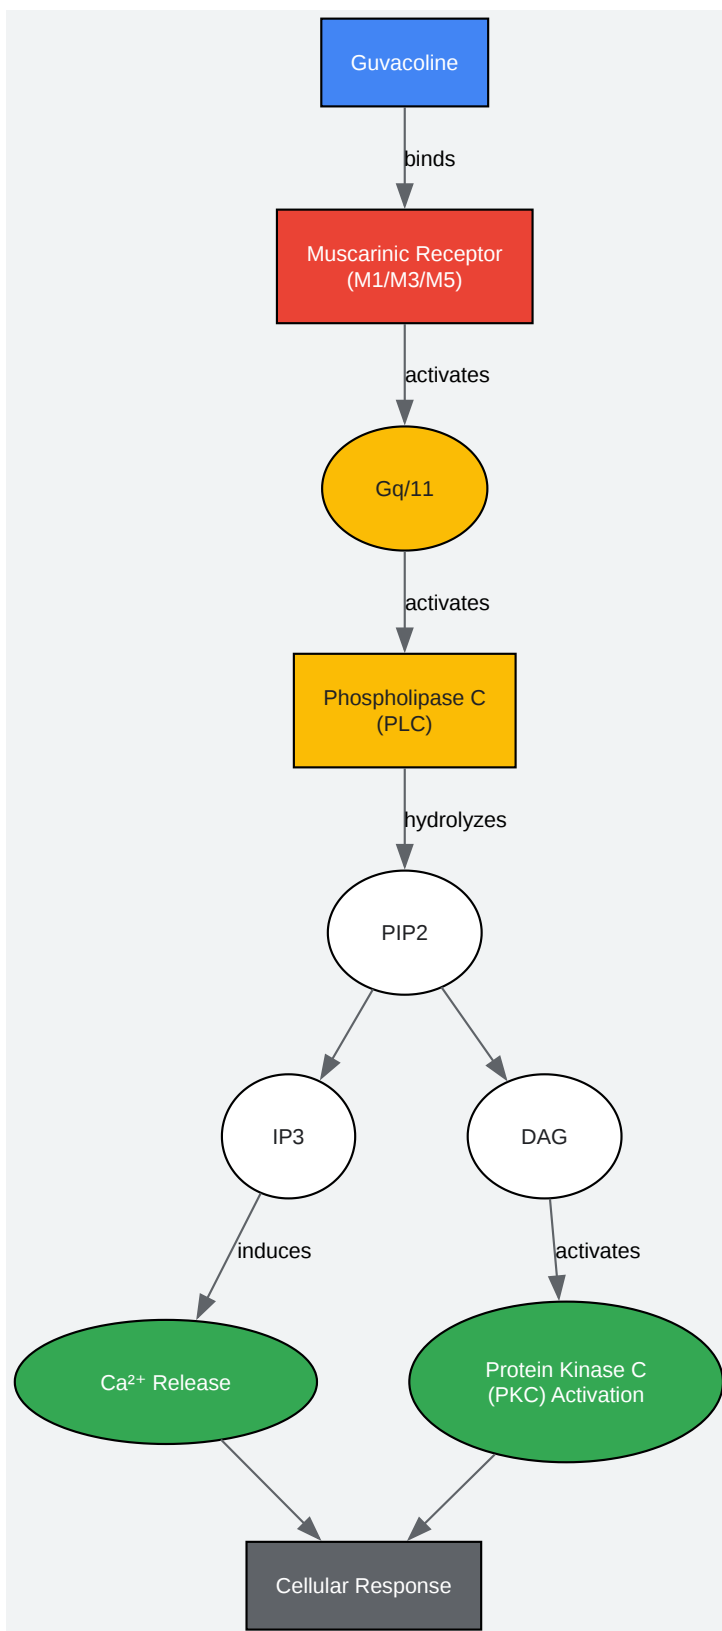 Guvacoline
binds
Muscarinic Receptor
(M1/M3/M5)
activates
Gq/11
activates
Phospholipase C
(PLC)
hydrolyzes
PIP2
IP3
DAG
induces
activates
Ca²⁺ Release
Protein Kinase C
(PKC) Activation
Cellular Response